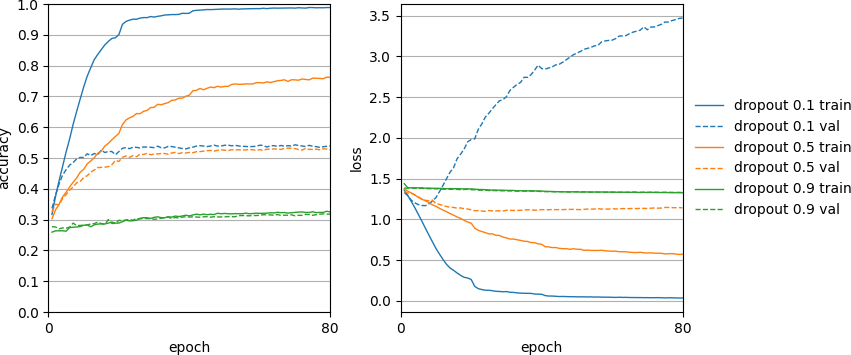 1.0
0.9
0.8
0.7
0.6
0.5
0.4
0.3
0.2
0.1
0.0
accuracy
0 80
epoch
3.5
3.0
2.5
2.0
1.5
1.0
0.5
0.0
loss
0 80
epoch
dropout 0.1 train
dropout 0.1 val
dropout 0.5 train
dropout 0.5 val
dropout 0.9 train
dropout 0.9 val